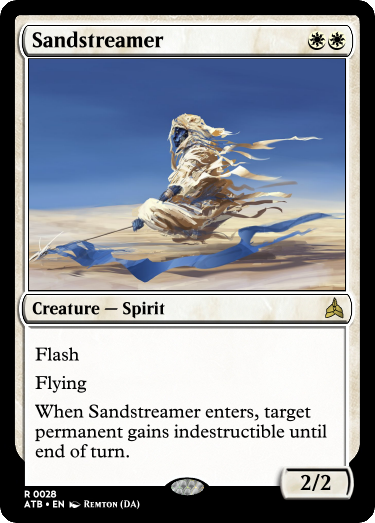 Sandstreamer
Creature — Spirit
Flash
Flying
When Sandstreamer enters, target
permanent gains indestructible until
end of turn.
2/2
R 0028
ATB • EN REMTON (DA)